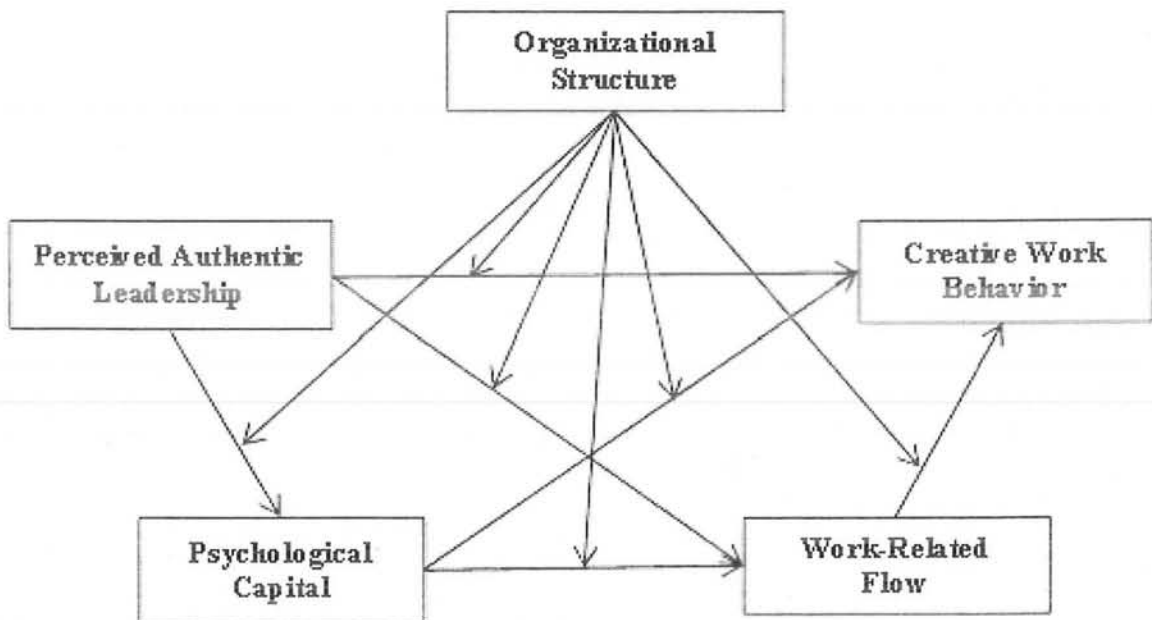 Organizational
Structure
Perceived Authentic
Leadership
Creative Work
Behavior
Psychological
Capital
Work-Related
Flow